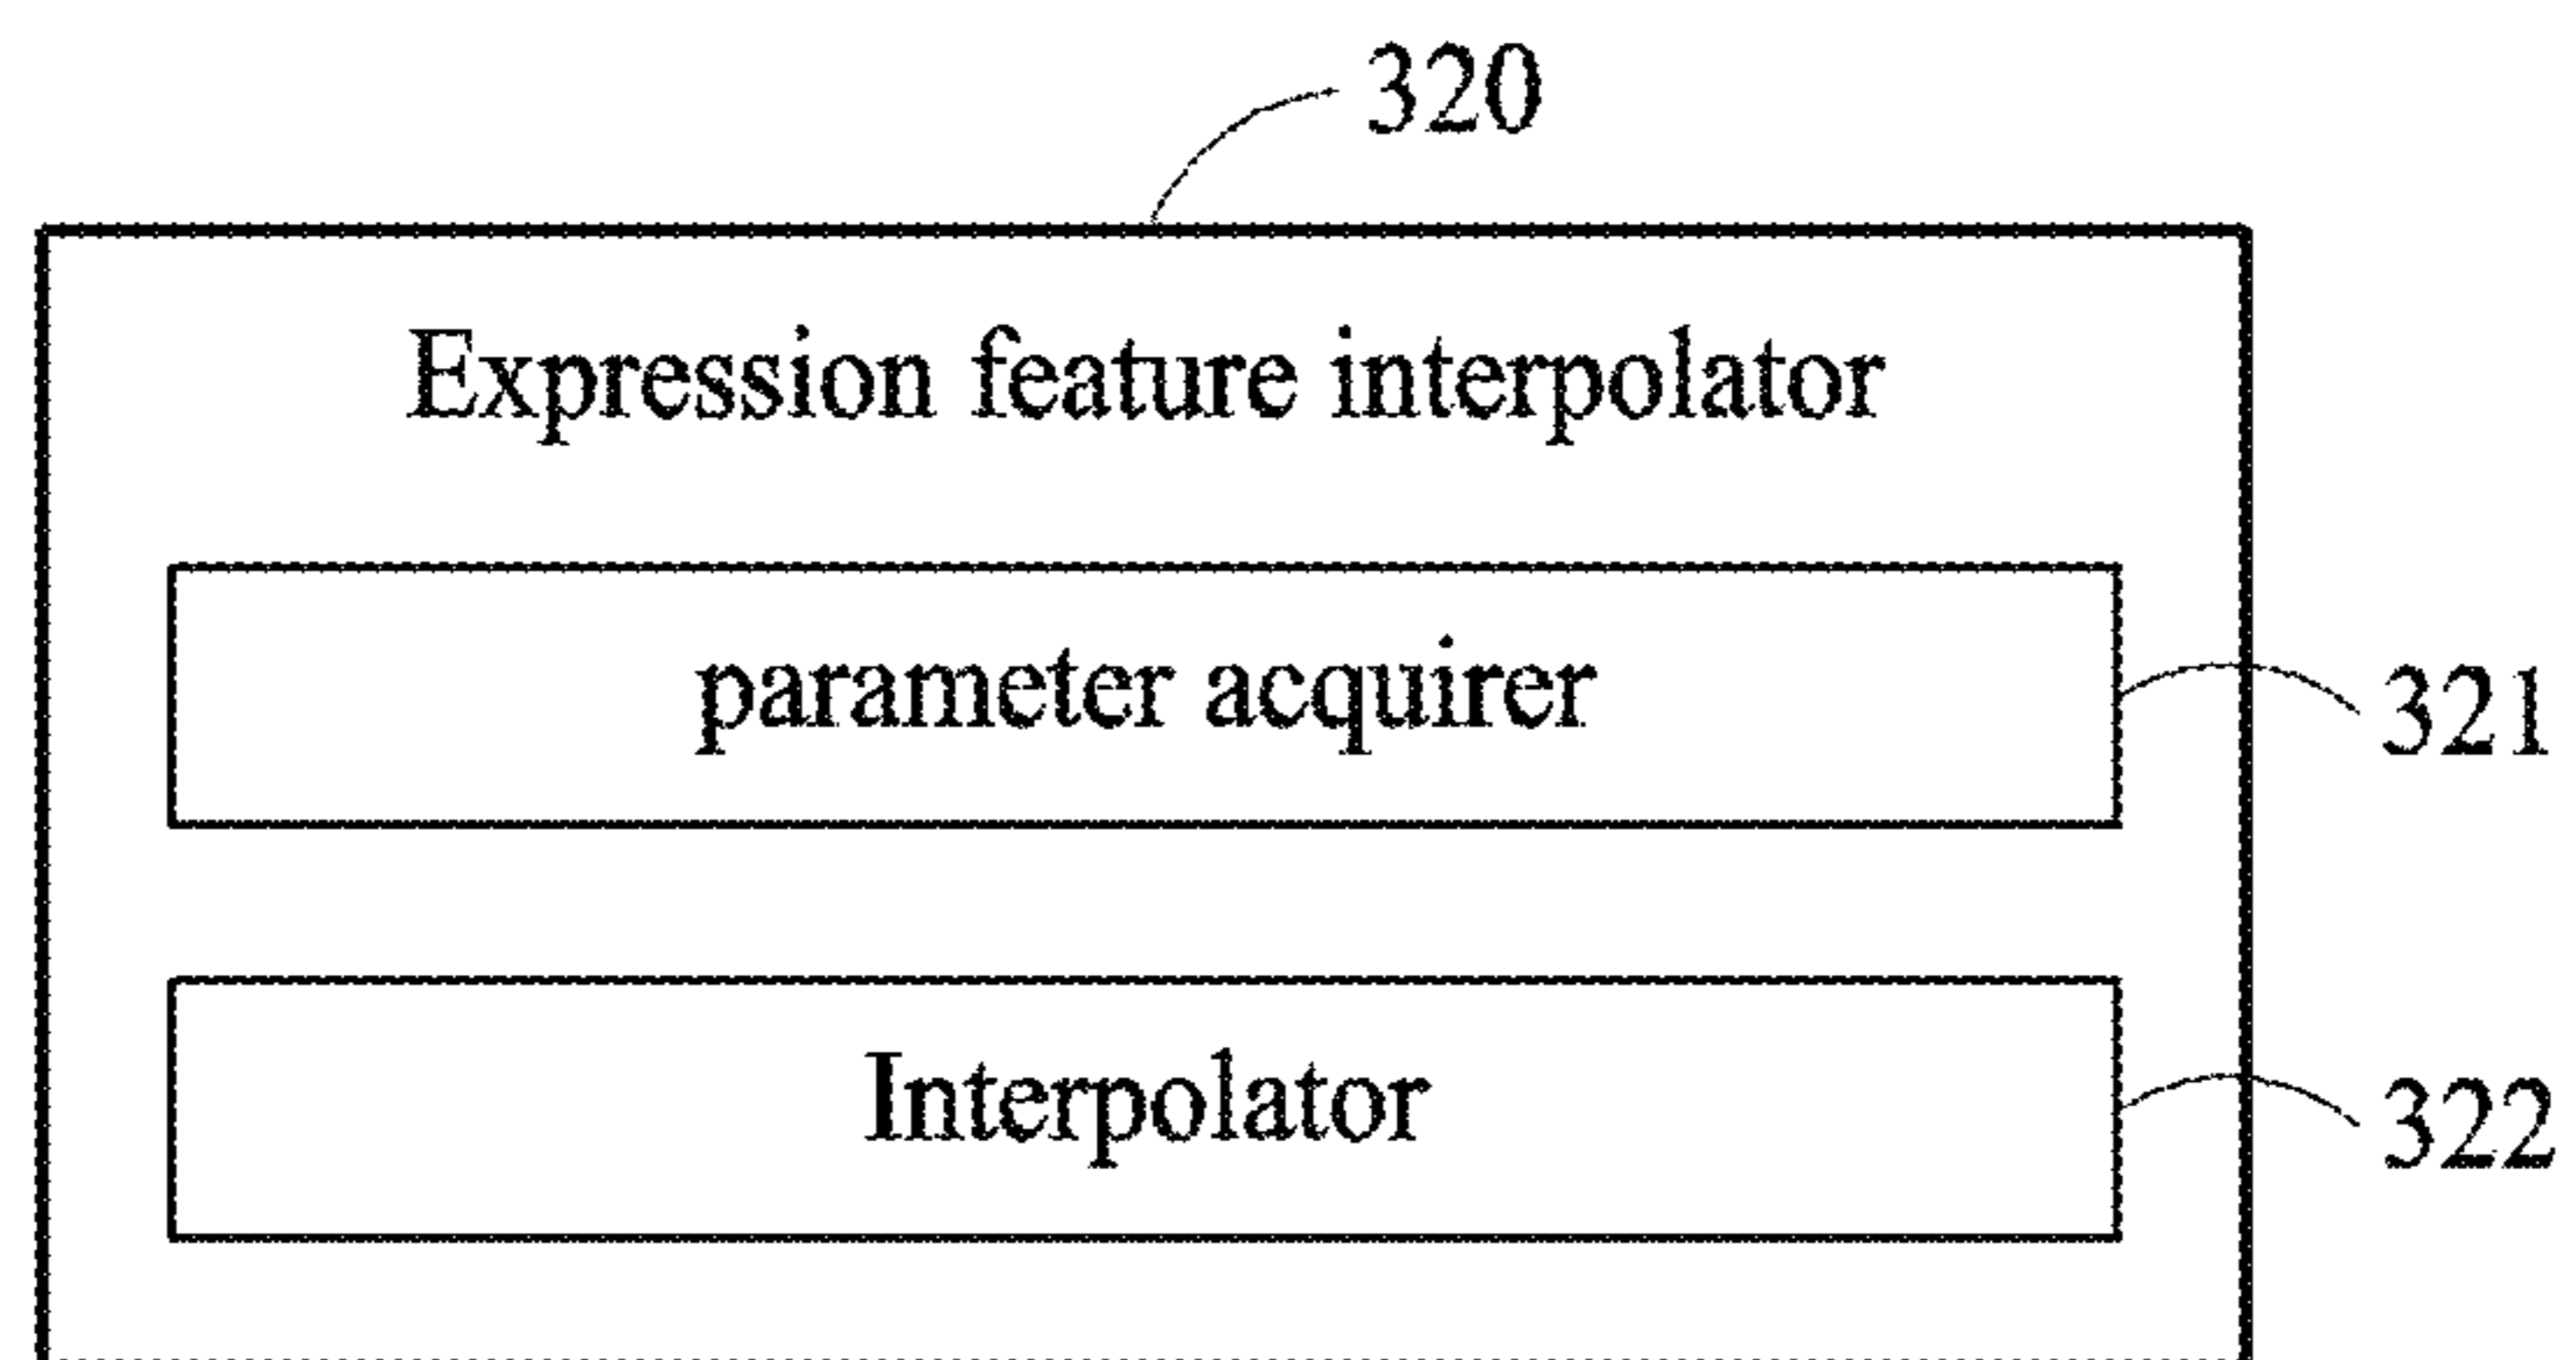 320
Expression feature interpolator
parameter acquirer
321
Interpolator
322